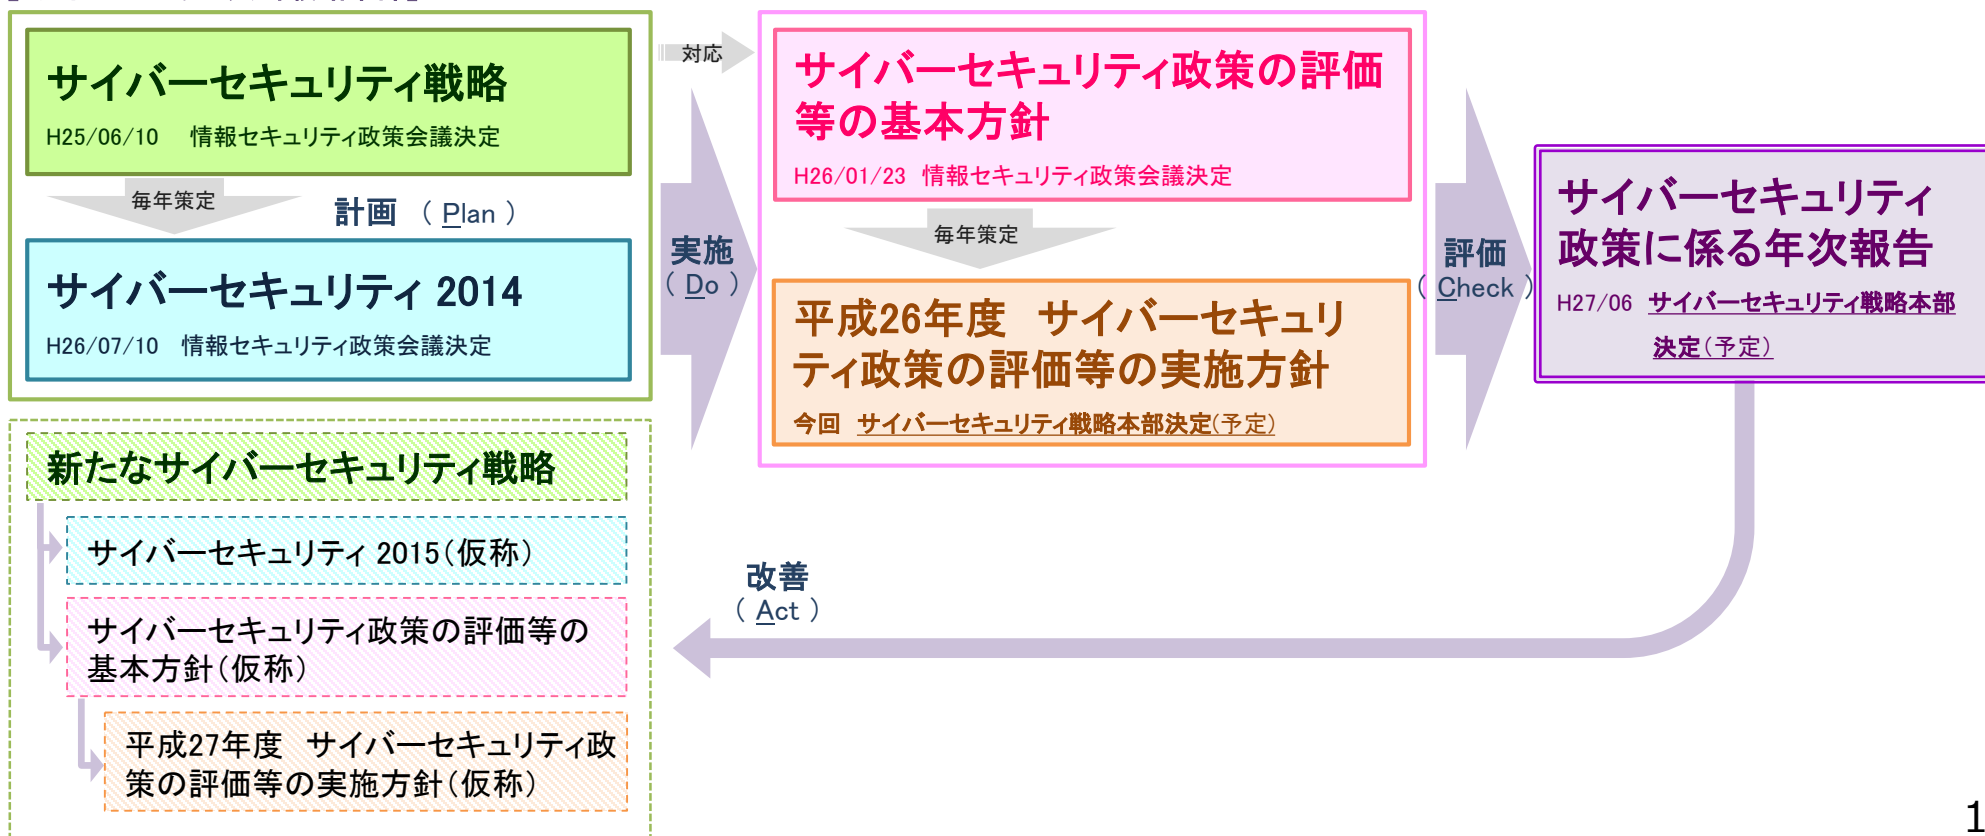 サイバーセキュリティ戦略
H25/06/10 情報セキュリティ政策会議決定
毎年策定
計画 ( Plan )
サイバーセキュリティ 2014
H26/07/10 情報セキュリティ政策会議決定
対応
実施
( Do )
サイバーセキュリティ政策の評価
等の基本方針
H26/01/23 情報セキュリティ政策会議決定
毎年策定
平成26年度 サイバーセキュリ
ティ政策の評価等の実施方針
今回 サイバーセキュリティ戦略本部決定(予定)
評価
( Check )
サイバーセキュリティ
政策に係る年次報告
H27/06 サイバーセキュリティ戦略本部
決定(予定)
新たなサイバーセキュリティ戦略
サイバーセキュリティ 2015(仮称)
サイバーセキュリティ政策の評価等の
基本方針(仮称)
平成27年度 サイバーセキュリティ政
策の評価等の実施方針(仮称)
改善
( Act )
1